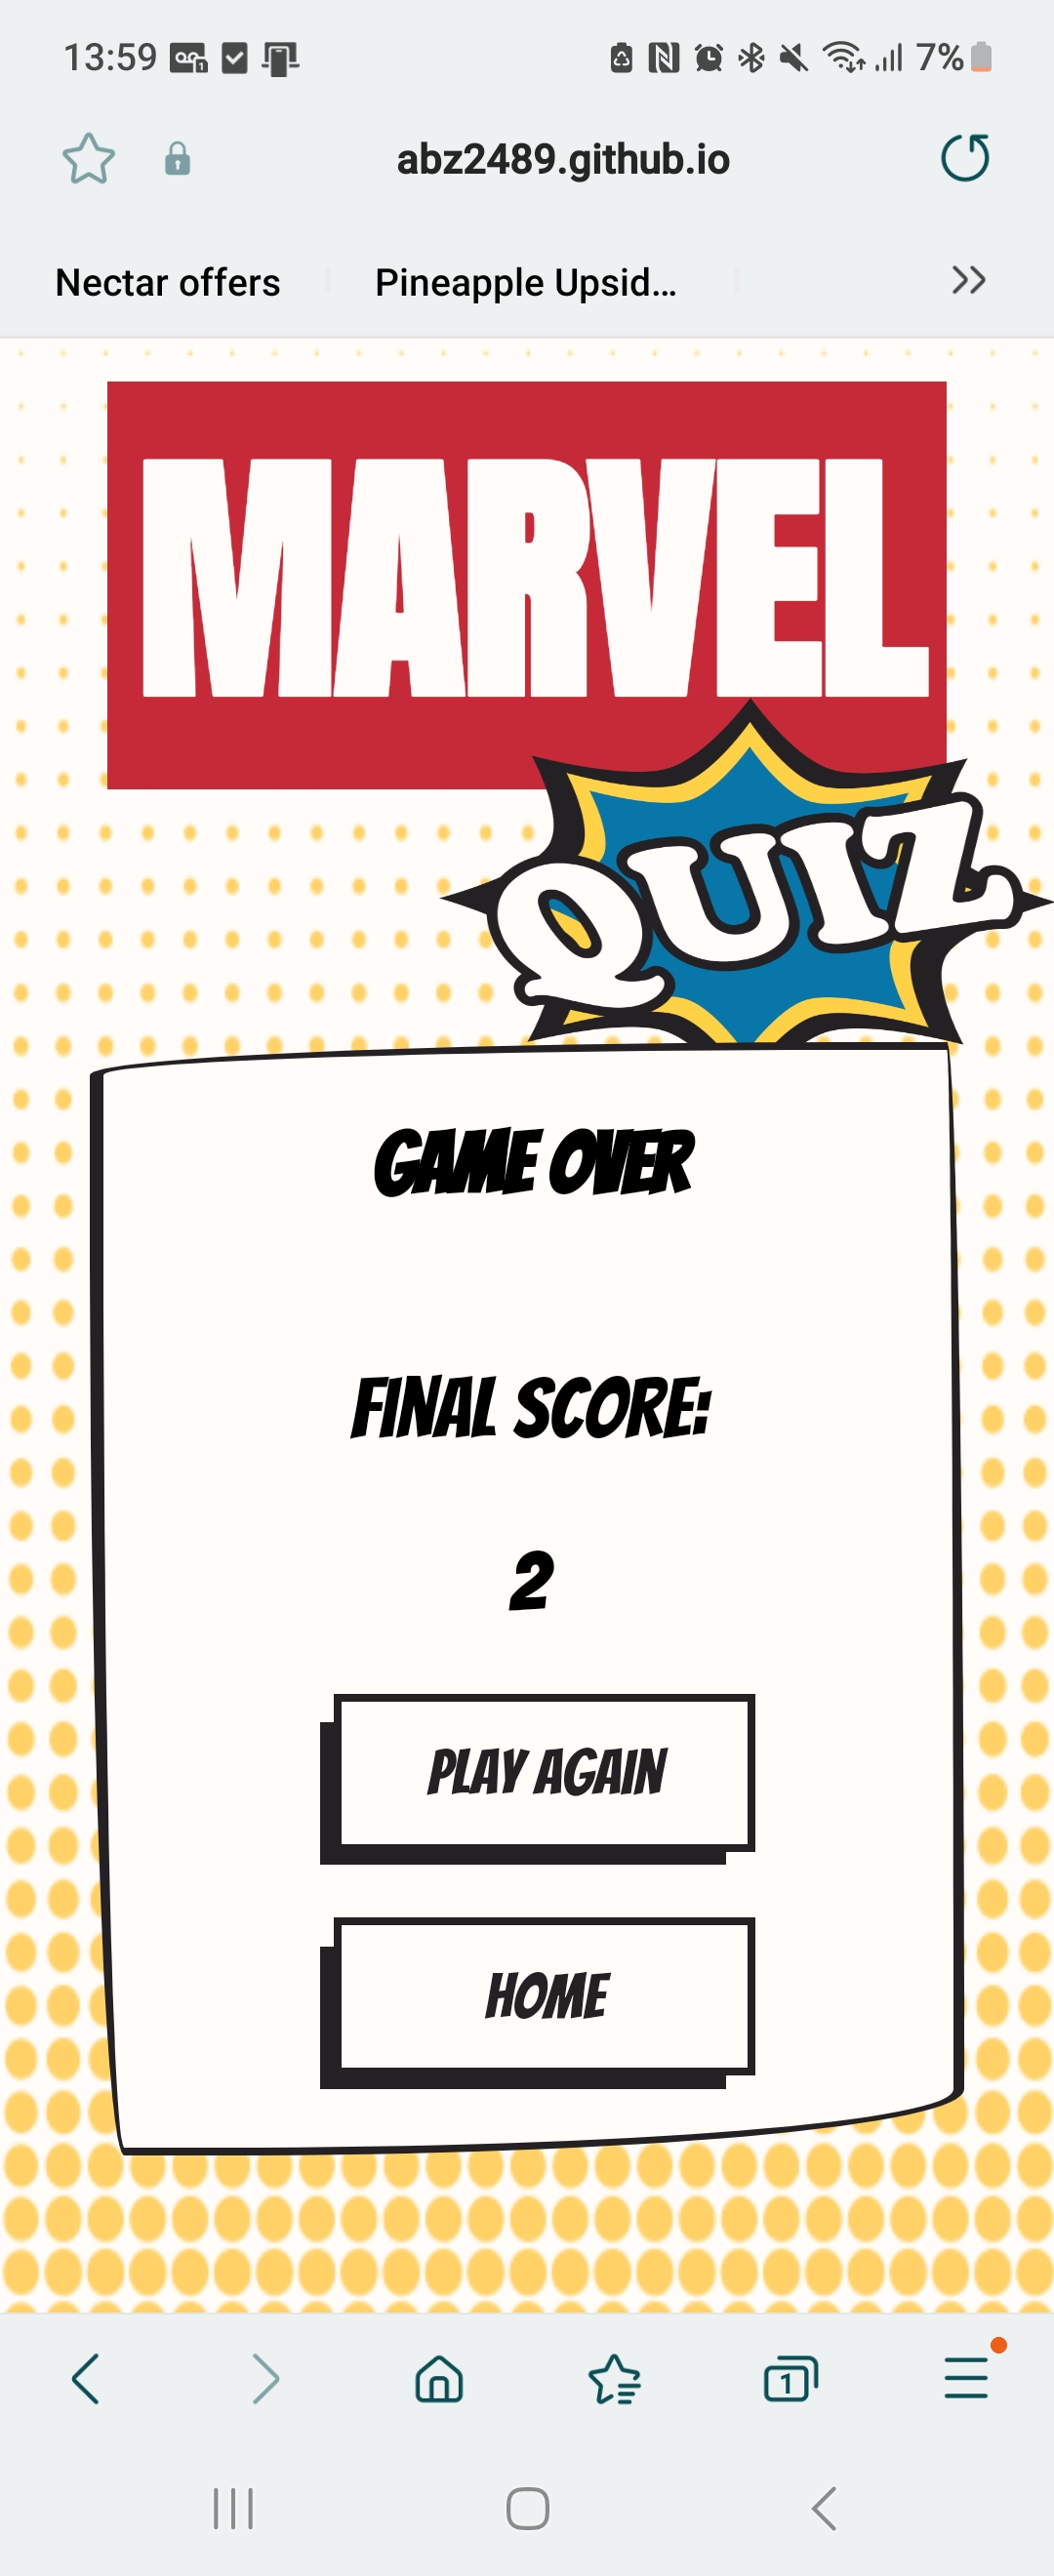 13:59 7%
abz2489.github.io
Nectar offers Pineapple Upsid...
MARVEL
QUIZ
GAME OVER
FINAL SCORE:
2
PLAY AGAIN
HOME
1